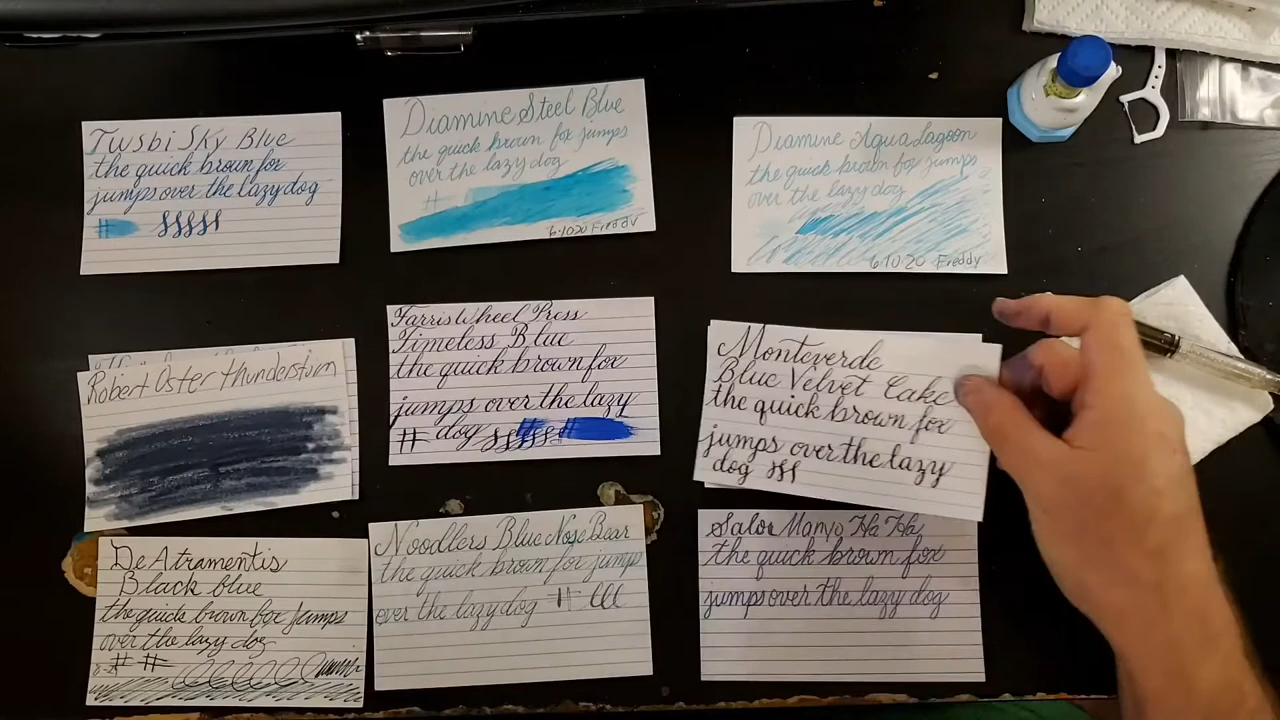 Twsbi Sky Blue
the quick brown fox
jumps over the lazy dog
Diamine Steel Blue
the quick brown fox jumps
over the lazy dog
#
6.10.20 Freddy
Diamine Aqua Lagoon
the quick brown fox jumps
over the lazy dog
6.10.20 Freddy
Robert Oster thunderstorm
Farris Wheel Press
Timeless Blue
the quick brown fox
jumps over the lazy
# dog
Monteverde
Blue Velvet Cake
the quick brown fox
jumps over the lazy
dog
De Atramentis
Black blue
the quick brown fox jumps
over the lazy dog
# #
Noodlers Blue Nose Bear
the quick brown fox jumps
over the lazy dog #
Salor Manyo Ha Ha
the quick brown fox
jumps over the lazy dog